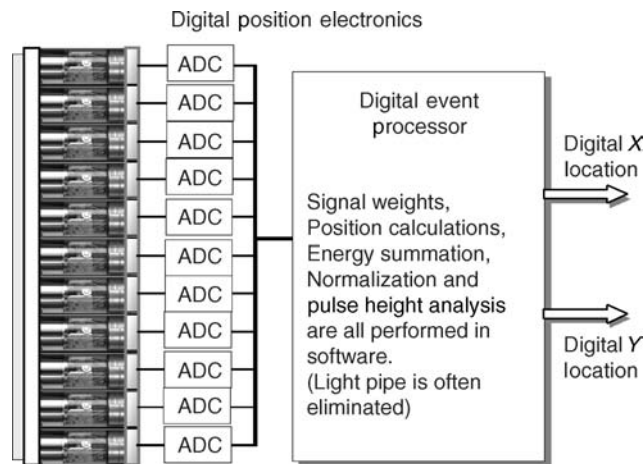 Digital position electronics
ADC
ADC
ADC
ADC
ADC
ADC
ADC
ADC
ADC
ADC
ADC
Digital event
processor
Signal weights,
Position calculations,
Energy summation,
Normalization and
pulse height analysis
are all performed in
software.
(Light pipe is often
eliminated)
Digital X
location
Digital Y
location